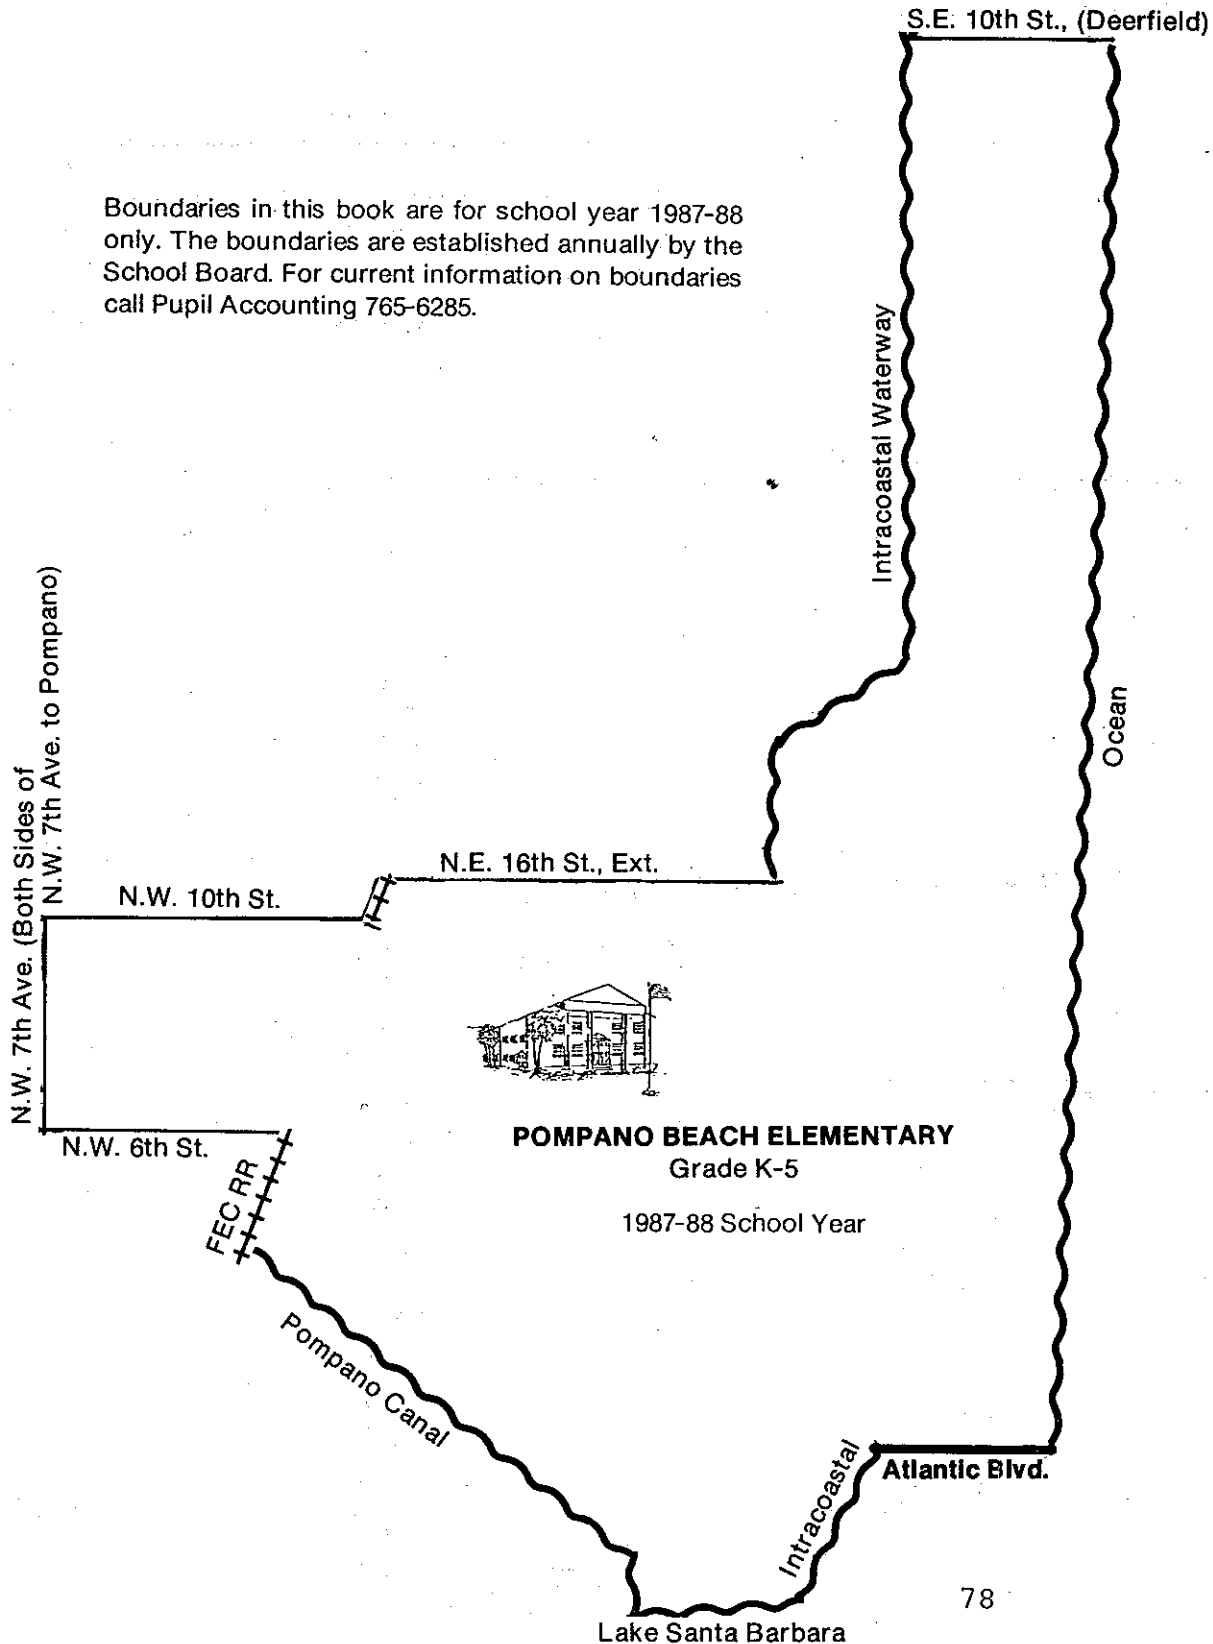 S.E. 10th St., (Deerfield)
Boundaries in this book are for school year 1987-88
only. The boundaries are established annually by the
School Board. For current information on boundaries
call Pupil Accounting 765-6285.
Intracoastal Waterway
Ocean
N.W. 7th Ave. (Both Sides of
N.W. 7th Ave. to Pompano)
N.E. 16th St., Ext.
N.W. 10th St.
N.W. 6th St.
FEC RR
POMPANO BEACH ELEMENTARY
Grade K-5
1987-88 School Year
Pompano Canal
Intracoastal
Atlantic Blvd.
Lake Santa Barbara
78